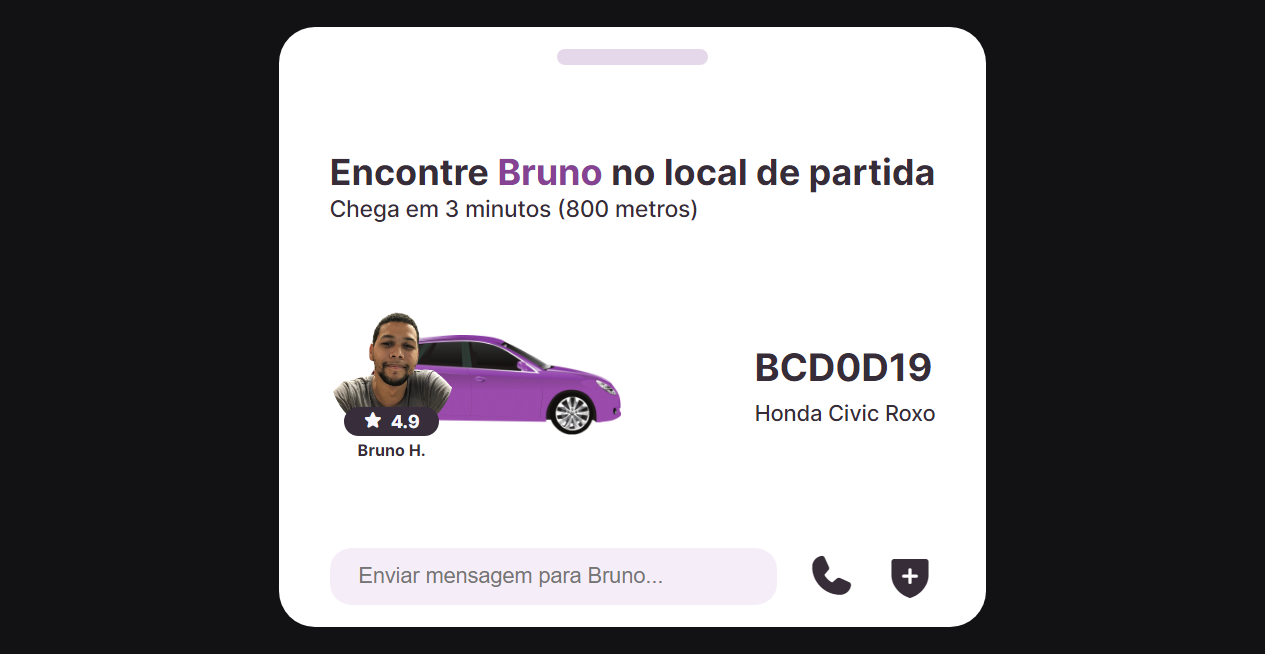 Encontre Bruno no local de partida
Chega em 3 minutos (800 metros)
4.9
Bruno H.
BCD0D19
Honda Civic Roxo
Enviar mensagem para Bruno...